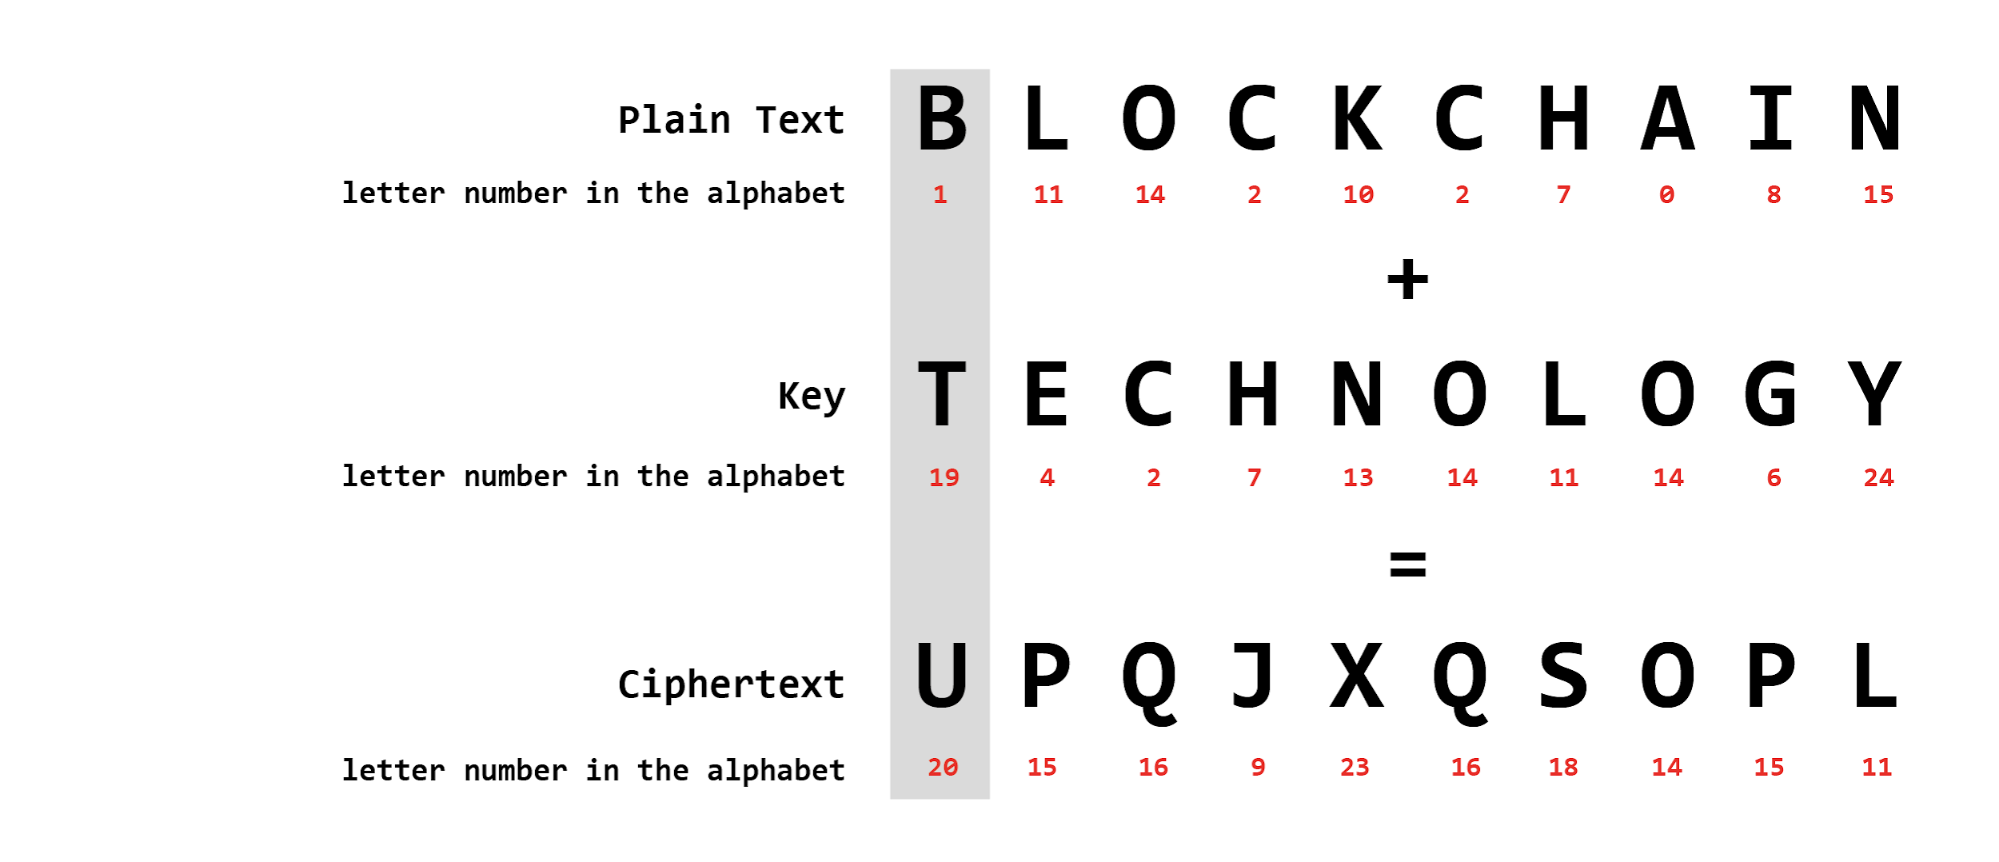 Plain Text B L O C K C H A I N
letter number in the alphabet 1 11 14 2 10 2 7 0 8 15
+
Key T E C H N O L O G Y
letter number in the alphabet 19 4 2 7 13 14 11 14 6 24
=
Ciphertext U P Q J X Q S O P L
letter number in the alphabet 20 15 16 9 23 16 18 14 15 11